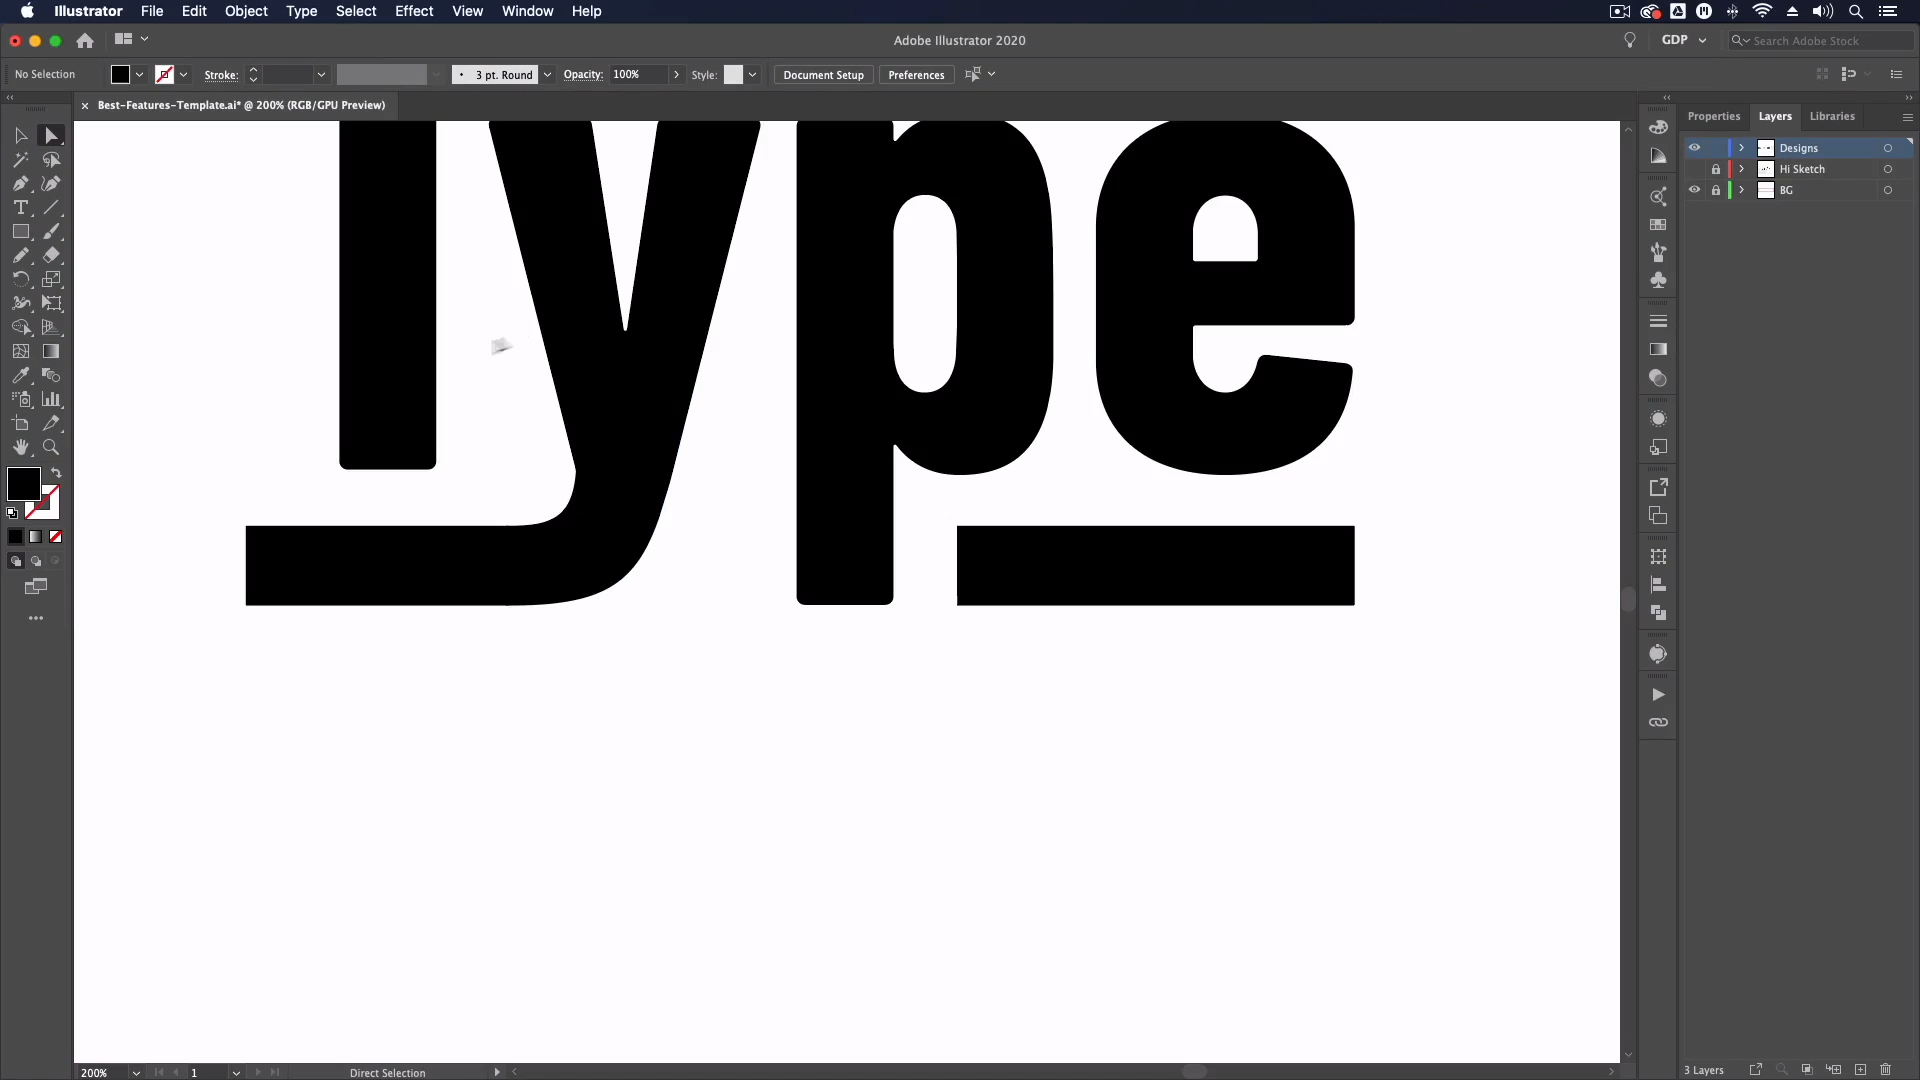 Illustrator File Edit Object Type Select Effect View Window Help
Adobe Illustrator 2020
GDP
Search Adobe Stock
No Selection
Stroke:
3 pt. Round
Opacity: 100%
Style:
Document Setup
Preferences
Best-Features-Template.ai* @ 200% (RGB/GPU Preview)
Properties Layers Libraries
Designs
Hi Sketch
BG
Type
200%
1
Direct Selection
3 Layers